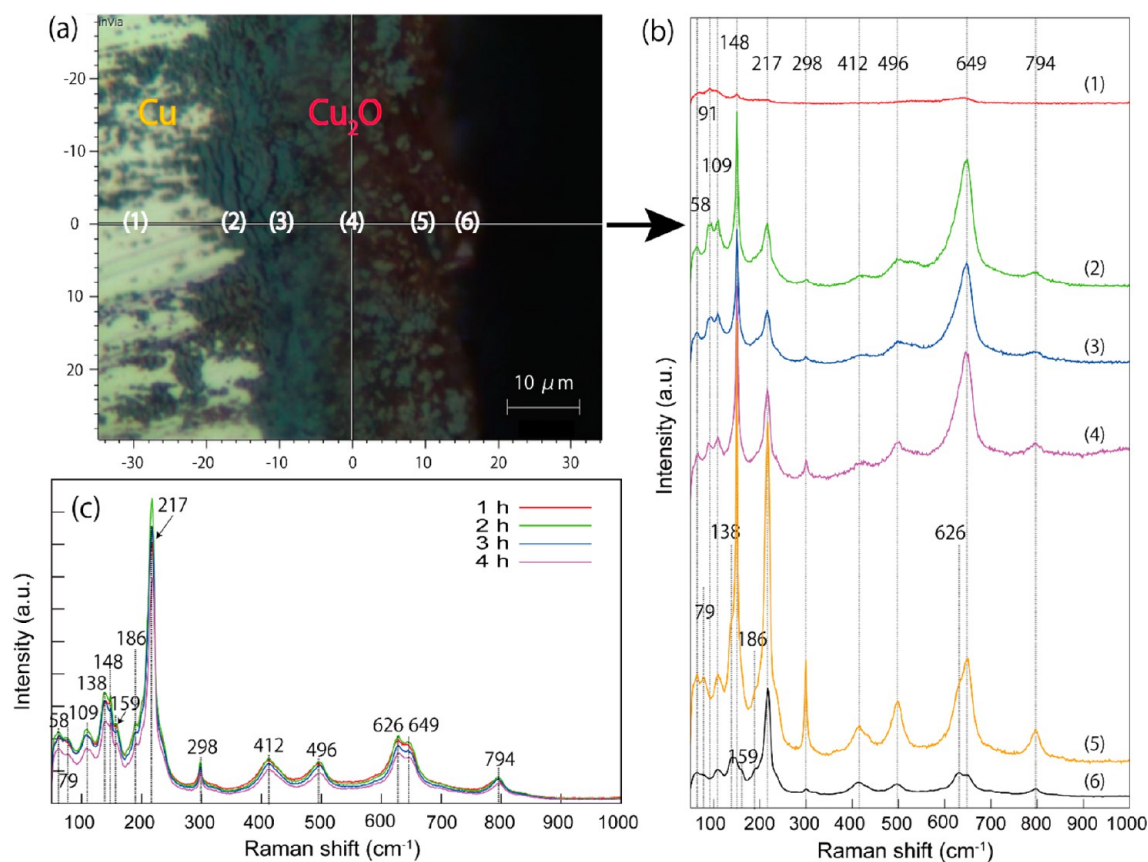 (a)
inVia
Cu
Cu₂O
(1) (2) (3) (4) (5) (6)
-20
-10
0
10
20
10 μm
-30 -20 -10 0 10 20 30
(b)
148
217 298 412 496 649 794
(1)
91
109
58
(2)
(3)
(4)
138
626
79
186
(5)
159
(6)
Intensity (a.u.)
100 200 300 400 500 600 700 800 900 1000
Raman shift (cm⁻¹)
(c)
217
1 h
2 h
3 h
4 h
186
148
138
159
58 109
79
298 412 496 626 649 794
Intensity (a.u.)
100 200 300 400 500 600 700 800 900 1000
Raman shift (cm⁻¹)